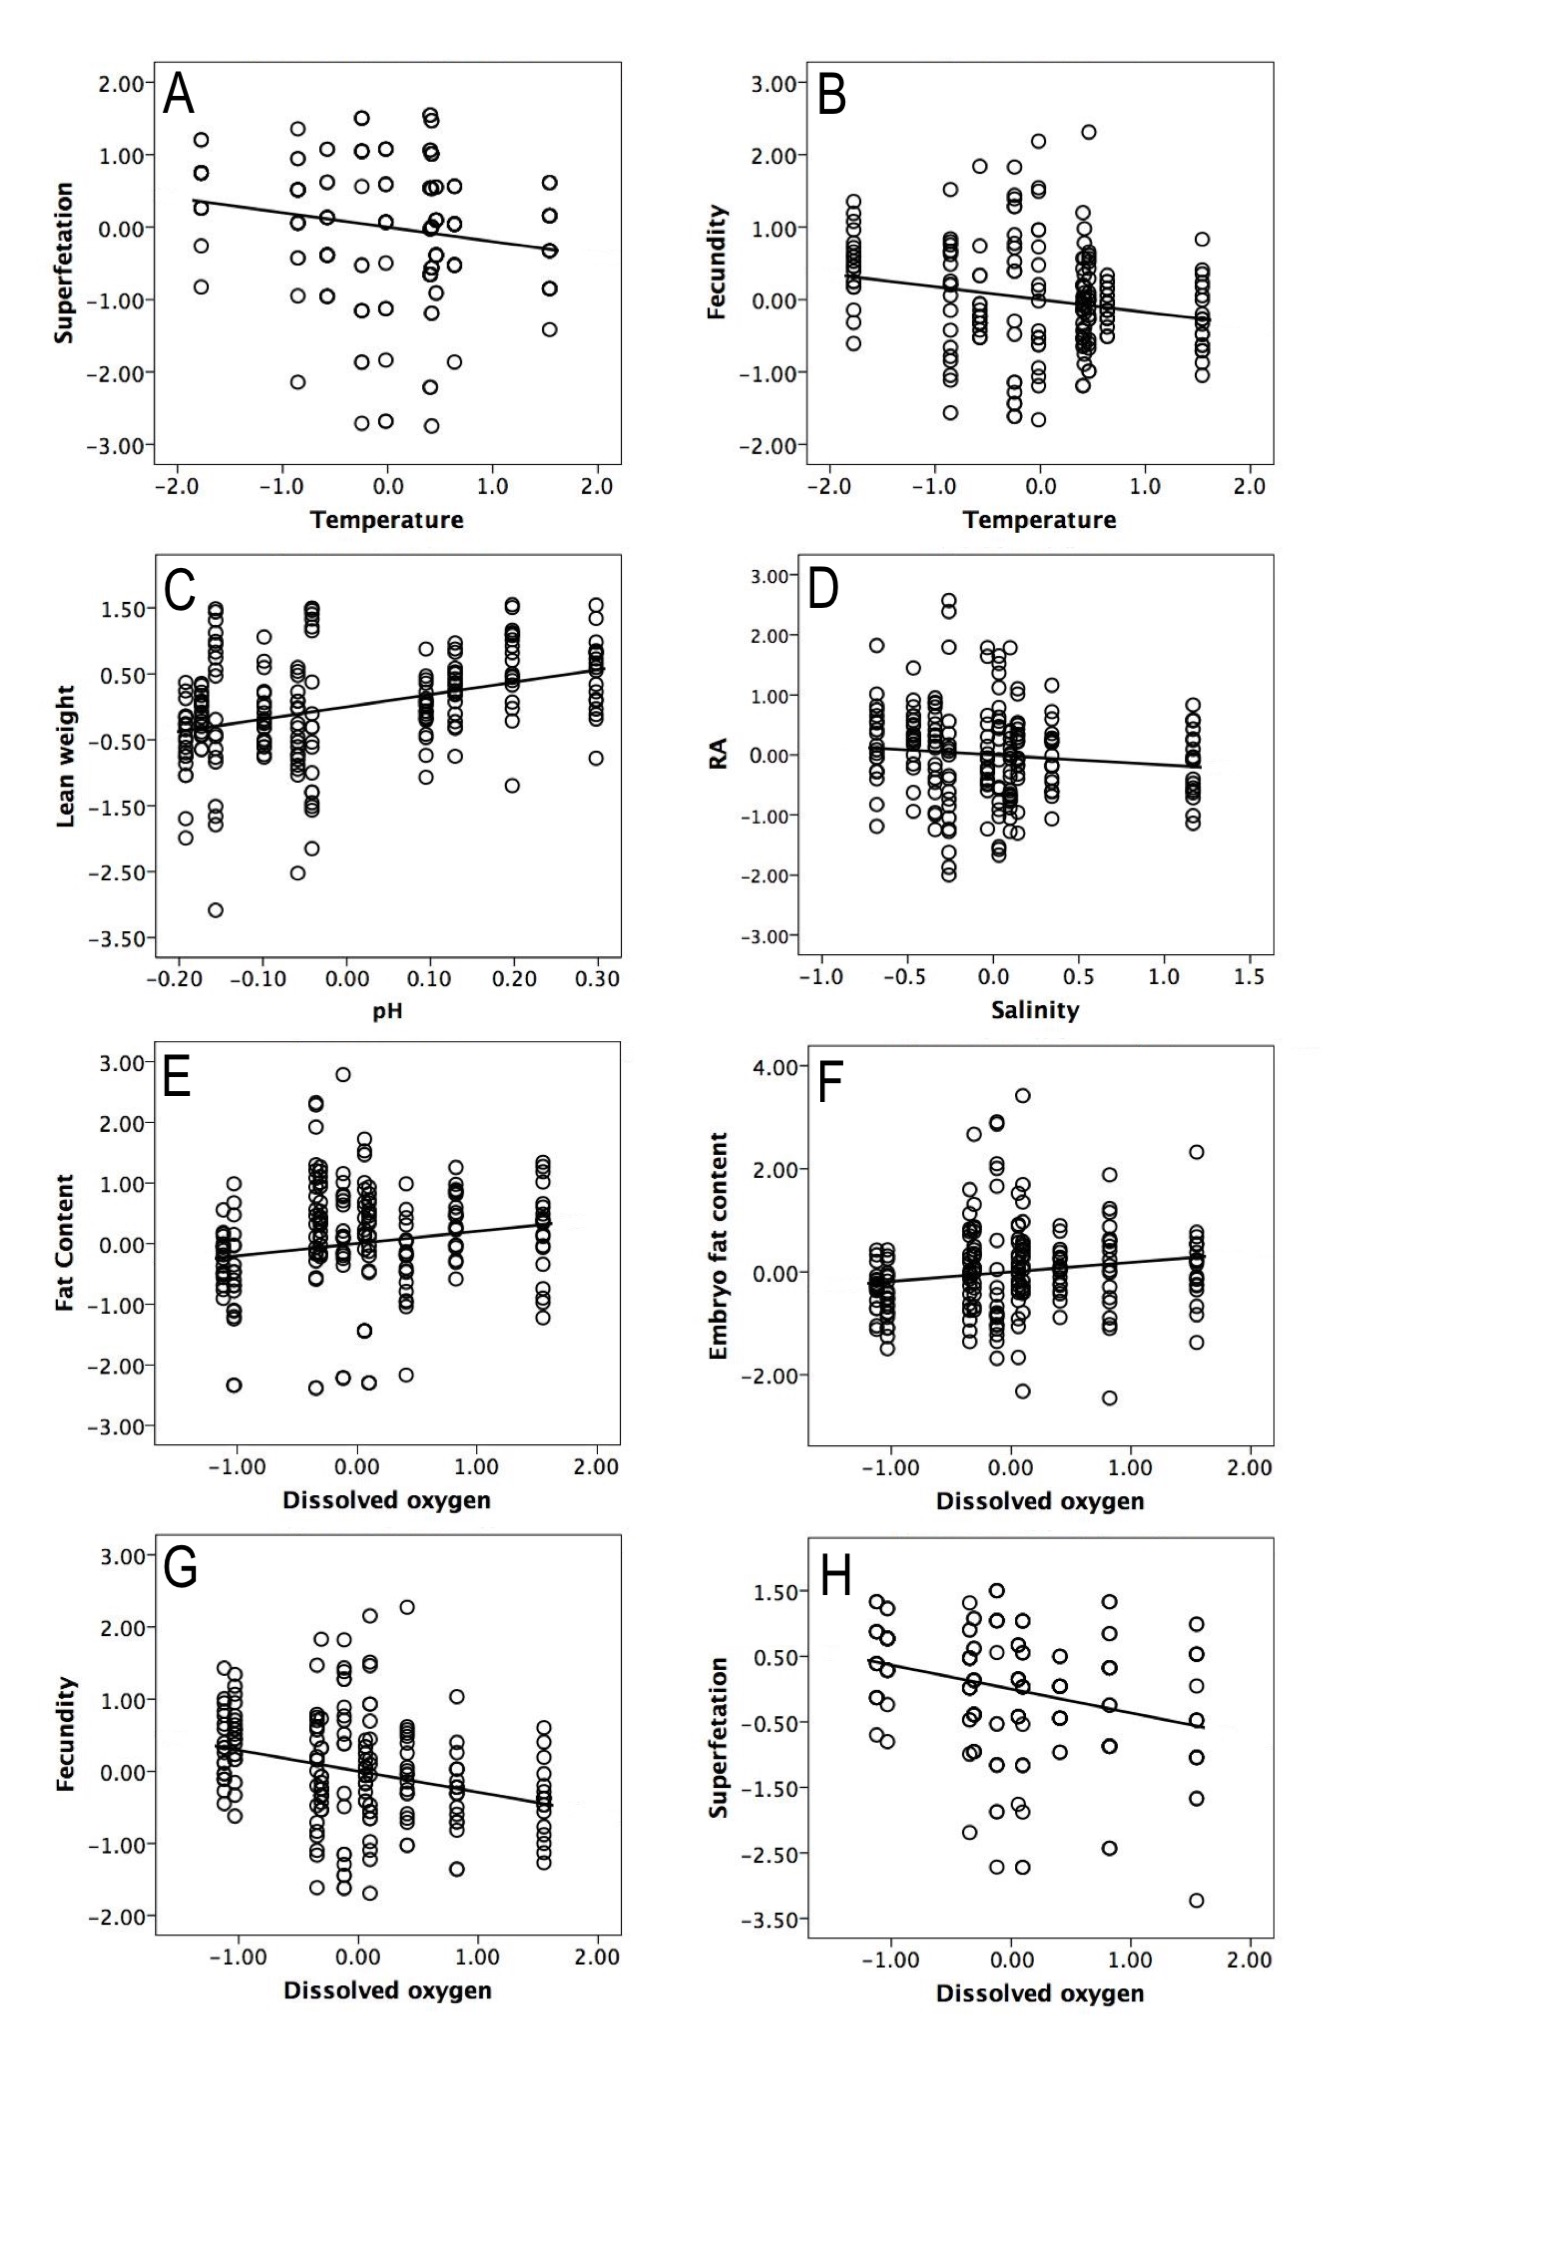 A
2.00
1.00
0.00
−1.00
−2.00
−3.00
Superfetation
−2.0 −1.0 0.0 1.0 2.0
Temperature
B
3.00
2.00
1.00
0.00
−1.00
−2.00
Fecundity
−2.0 −1.0 0.0 1.0 2.0
Temperature
C
1.50
0.50
−0.50
−1.50
−2.50
−3.50
Lean weight
−0.20 −0.10 0.00 0.10 0.20 0.30
pH
D
3.00
2.00
1.00
0.00
−1.00
−2.00
−3.00
RA
−1.0 −0.5 0.0 0.5 1.0 1.5
Salinity
E
3.00
2.00
1.00
0.00
−1.00
−2.00
−3.00
Fat Content
−1.00 0.00 1.00 2.00
Dissolved oxygen
F
4.00
2.00
0.00
−2.00
Embryo fat content
−1.00 0.00 1.00 2.00
Dissolved oxygen
G
3.00
2.00
1.00
0.00
−1.00
−2.00
Fecundity
−1.00 0.00 1.00 2.00
Dissolved oxygen
H
1.50
0.50
−0.50
−1.50
−2.50
−3.50
Superfetation
−1.00 0.00 1.00 2.00
Dissolved oxygen